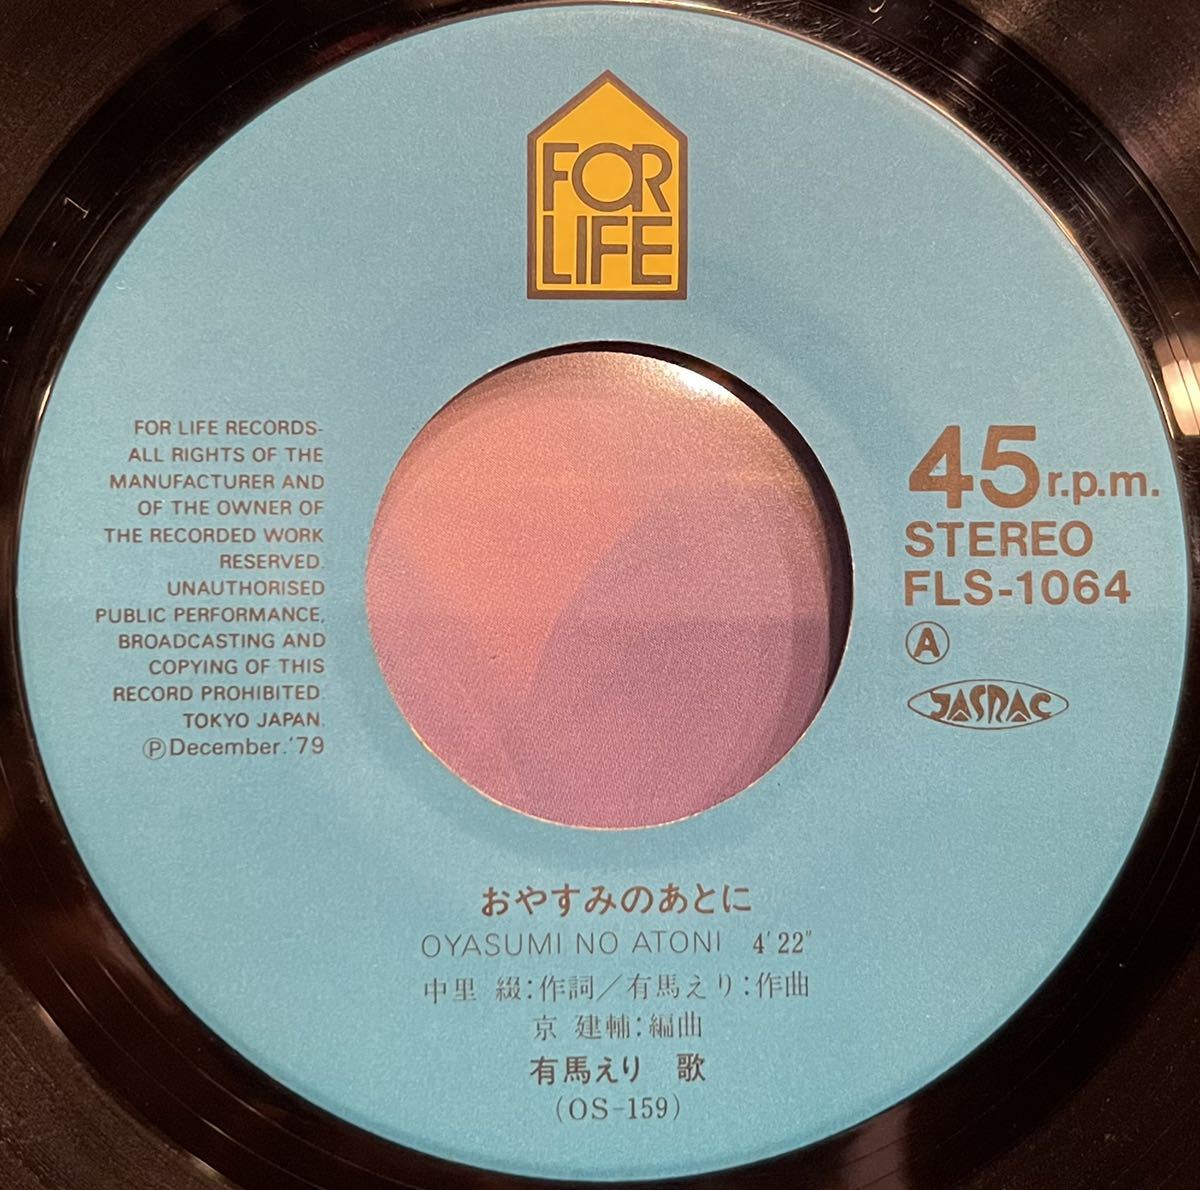 FOR
LIFE
FOR LIFE RECORDS-
ALL RIGHTS OF THE
MANUFACTURER AND
OF THE OWNER OF
THE RECORDED WORK
RESERVED.
UNAUTHORISED
PUBLIC PERFORMANCE,
BROADCASTING AND
COPYING OF THIS
RECORD PROHIBITED.
TOKYO JAPAN.
ⓅDecember.'79
45r.p.m.
STEREO
FLS-1064
Ⓐ
JASRAC
おやすみのあとに
OYASUMI NO ATONI 4'22"
中里 綴:作詞/有馬えり:作曲
京 建輔:編曲
有馬えり 歌
(OS-159)